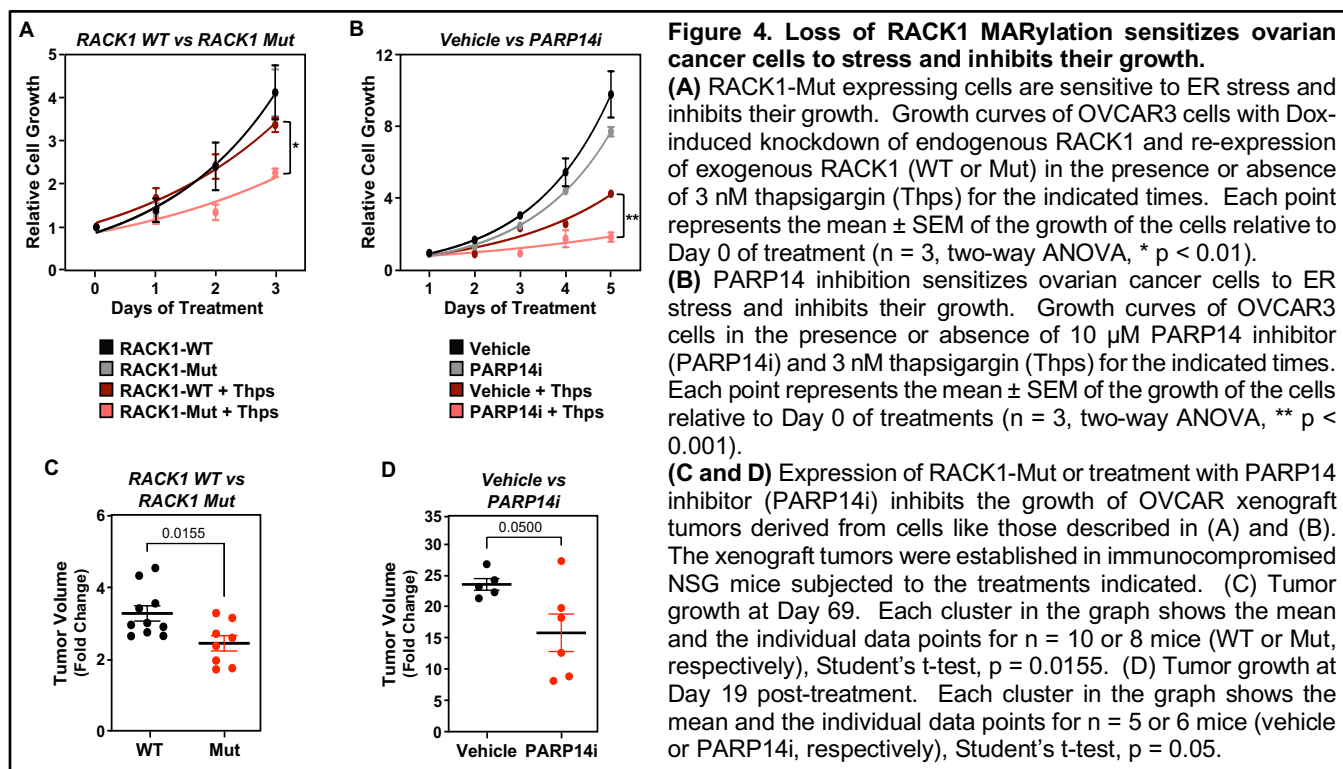 A
RACK1 WT vs RACK1 Mut
Relative Cell Growth
5
4
3
2
1
0
*
0 1 2 3
Days of Treatment
RACK1-WT
RACK1-Mut
RACK1-WT + Thps
RACK1-Mut + Thps
B
Vehicle vs PARP14i
Relative Cell Growth
12
8
4
0
**
1 2 3 4 5
Days of Treatment
Vehicle
PARP14i
Vehicle + Thps
PARP14i + Thps
C
RACK1 WT vs
RACK1 Mut
Tumor Volume
(Fold Change)
6
4
2
0
0.0155
WT Mut
D
Vehicle vs
PARP14i
Tumor Volume
(Fold Change)
35
30
25
20
15
10
5
0
0.0500
Vehicle PARP14i
Figure 4. Loss of RACK1 MARylation sensitizes ovarian
cancer cells to stress and inhibits their growth.
(A) RACK1-Mut expressing cells are sensitive to ER stress and
inhibits their growth. Growth curves of OVCAR3 cells with Dox-
induced knockdown of endogenous RACK1 and re-expression
of exogenous RACK1 (WT or Mut) in the presence or absence
of 3 nM thapsigargin (Thps) for the indicated times. Each point
represents the mean ± SEM of the growth of the cells relative to
Day 0 of treatment (n = 3, two-way ANOVA, * p < 0.01).
(B) PARP14 inhibition sensitizes ovarian cancer cells to ER
stress and inhibits their growth. Growth curves of OVCAR3
cells in the presence or absence of 10 µM PARP14 inhibitor
(PARP14i) and 3 nM thapsigargin (Thps) for the indicated times.
Each point represents the mean ± SEM of the growth of the cells
relative to Day 0 of treatments (n = 3, two-way ANOVA, ** p <
0.001).
(C and D) Expression of RACK1-Mut or treatment with PARP14
inhibitor (PARP14i) inhibits the growth of OVCAR xenograft
tumors derived from cells like those described in (A) and (B).
The xenograft tumors were established in immunocompromised
NSG mice subjected to the treatments indicated. (C) Tumor
growth at Day 69. Each cluster in the graph shows the mean
and the individual data points for n = 10 or 8 mice (WT or Mut,
respectively), Student's t-test, p = 0.0155. (D) Tumor growth at
Day 19 post-treatment. Each cluster in the graph shows the
mean and the individual data points for n = 5 or 6 mice (vehicle
or PARP14i, respectively), Student's t-test, p = 0.05.